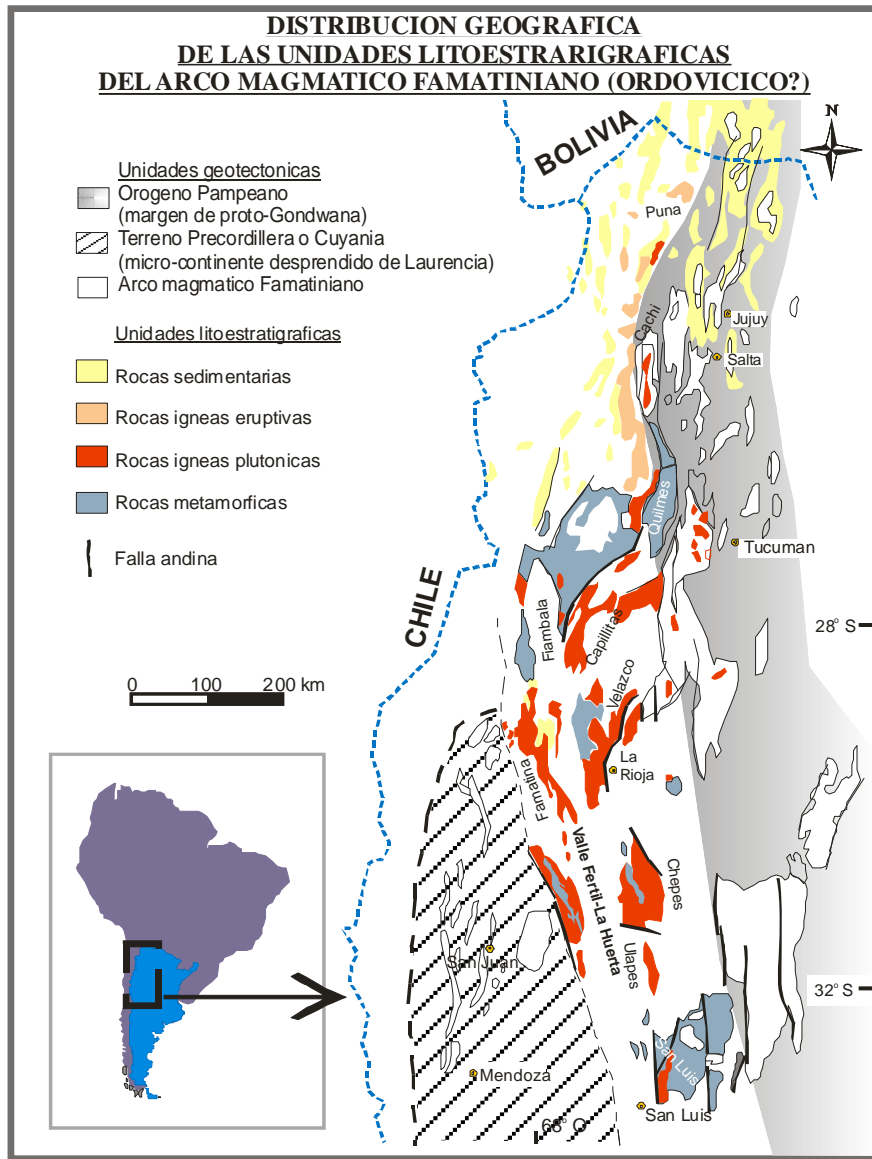 DISTRIBUCION GEOGRAFICA
DE LAS UNIDADES LITOESTRARIGRAFICAS
DEL ARCO MAGMATICO FAMATINIANO (ORDOVICICO?)
N
BOLIVIA
Unidades geotectonicas
Orogeno Pampeano
(margen de proto-Gondwana)
Terreno Precordillera o Cuyania
(micro-continente desprendido de Laurencia)
Arco magmatico Famatiniano
Unidades litoestratigraficas
Rocas sedimentarias
Rocas igneas eruptivas
Rocas igneas plutonicas
Rocas metamorficas
Falla andina
0 100 200 km
Puna
Jujuy
Cachi
Salta
Quilmes
Tucuman
CHILE
28° S
Fiambala
Capillitas
Velazco
La
Rioja
Famatina
Valle Fertil-La Huerta
Chepes
Ulapes
San Juan
32° S
San Luis
Mendoza
San Luis
68° O